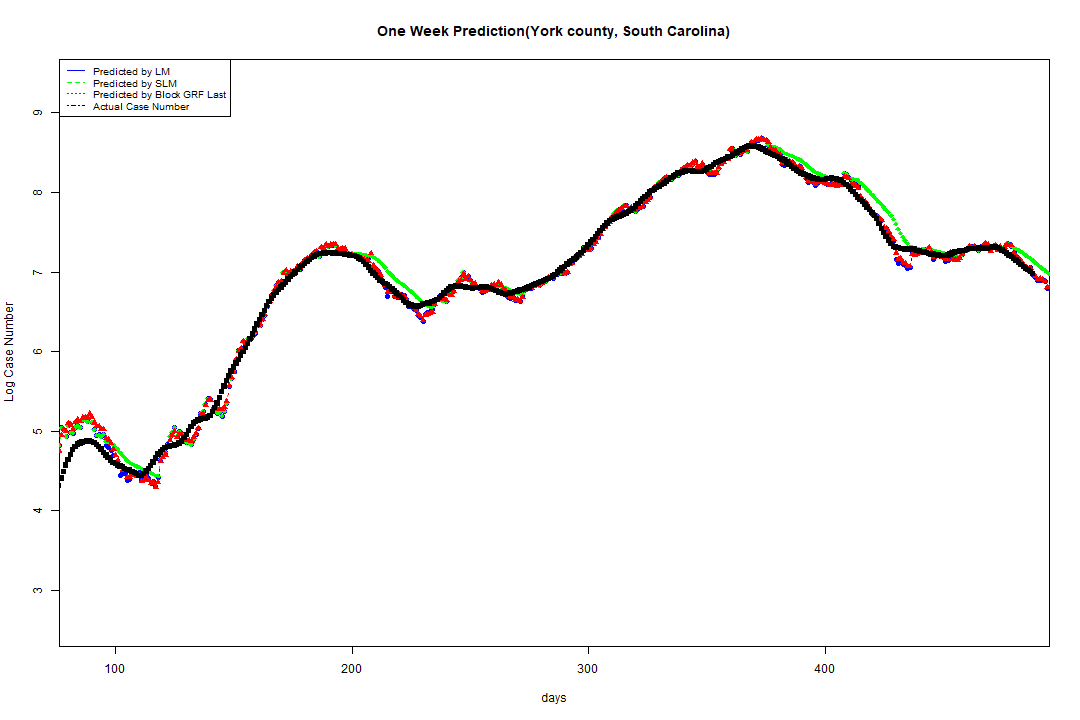 One Week Prediction(York county, South Carolina)
Predicted by LM
Predicted by SLM
Predicted by Block GRF Last
Actual Case Number
9
8
7
6
5
4
3
Log Case Number
100 200 300 400
days